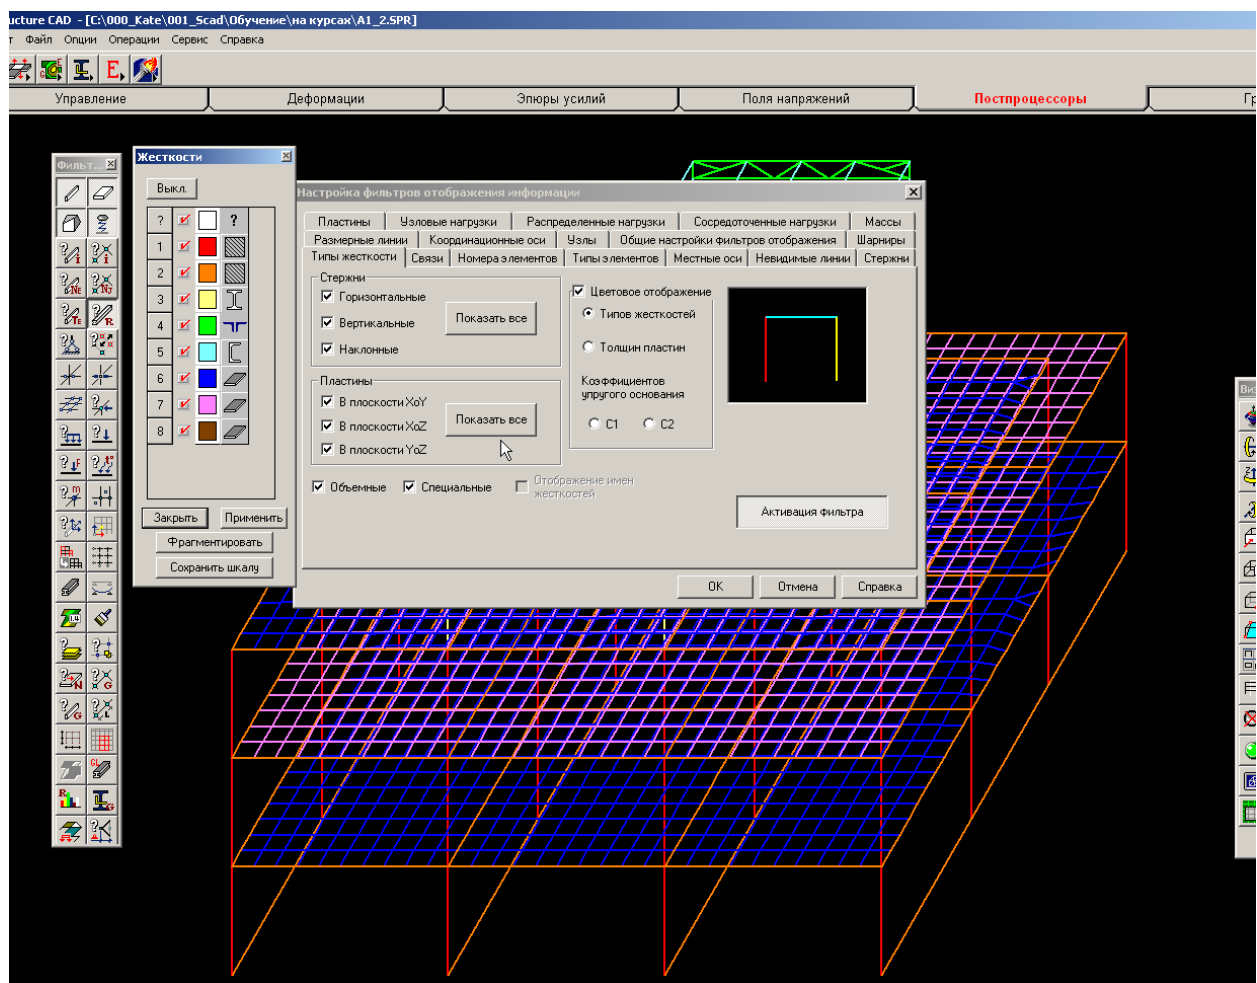 ucture CAD - [C:\000_Kate\001_Scad\Обучение\на курсах\A1_2.SPR]
т Файл Опции Операции Сервис Справка
Управление Деформации Эпюры усилий Поля напряжений Постпроцессоры Гр
Фильт...
Жесткости
Выкл.
? ?
1
2
3
4
5
6
7
8
Закрыть Применить
Фрагментировать
Сохранить шкалу
Настройка фильтров отображения информации
Пластины Узловые нагрузки Распределенные нагрузки Сосредоточенные нагрузки Массы
Размерные линии Координационные оси Узлы Общие настройки фильтров отображения Шарниры
Типы жесткости Связи Номера элементов Типы элементов Местные оси Невидимые линии Стержни
Стержни
Горизонтальные
Вертикальные
Наклонные
Показать все
Пластины
В плоскости XoY
В плоскости XoZ
В плоскости YoZ
Показать все
Цветовое отображение
Типов жесткостей
Толщин пластин
Коэффициентов
упругого основания
C1 C2
Объемные Специальные Отображение имен
жесткостей
Активация фильтра
OK Отмена Справка
Виз